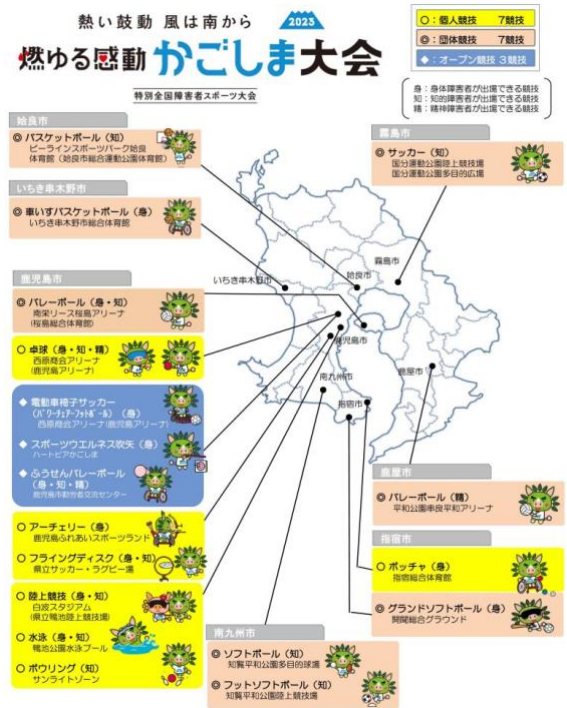 熱い鼓動 風は南から
2023
燃ゆる感動 かごしま大会
特別全国障害者スポーツ大会
○:個人競技 7競技
◎:団体競技 7競技
◆:オープン競技 3競技
身:身体障害者が出場できる競技
知:知的障害者が出場できる競技
精:精神障害者が出場できる競技
姶良市
◎ バスケットボール(知)
ビーラインスポーツパーク姶良
体育館(姶良市総合運動公園体育館)
霧島市
◎ サッカー(知)
国分運動公園陸上競技場
国分運動公園多目的広場
いちき串木野市
◎ 車いすバスケットボール(身)
いちき串木野市総合体育館
鹿児島市
◎ バレーボール(身・知)
南栄リース桜島アリーナ
(桜島総合体育館)
○ 卓球(身・知・精)
西原商会アリーナ
(鹿児島アリーナ)
◆ 電動車椅子サッカー
(パワーチェアーフットボール)(身)
西原商会アリーナ(鹿児島アリーナ)
◆ スポーツウエルネス吹矢(身)
ハートピアかごしま
◆ ふうせんバレーボール
(身・知・精)
鹿児島市勤労者交流センター
○ アーチェリー(身)
鹿児島ふれあいスポーツランド
○ フライングディスク(身・知)
県立サッカー・ラグビー場
○ 陸上競技(身・知)
白波スタジアム
(県立鴨池陸上競技場)
○ 水泳(身・知)
鴨池公園水泳プール
○ ボウリング(知)
サンライトゾーン
霧島市
姶良市
いちき串木野市
鹿児島市
鹿屋市
南九州市
指宿市
鹿屋市
◎ バレーボール(精)
平和公園串良平和アリーナ
指宿市
○ ボッチャ(身)
指宿総合体育館
◎ グランドソフトボール(身)
開聞総合グラウンド
南九州市
◎ ソフトボール(知)
知覧平和公園多目的球場
◎ フットソフトボール(知)
知覧平和公園陸上競技場